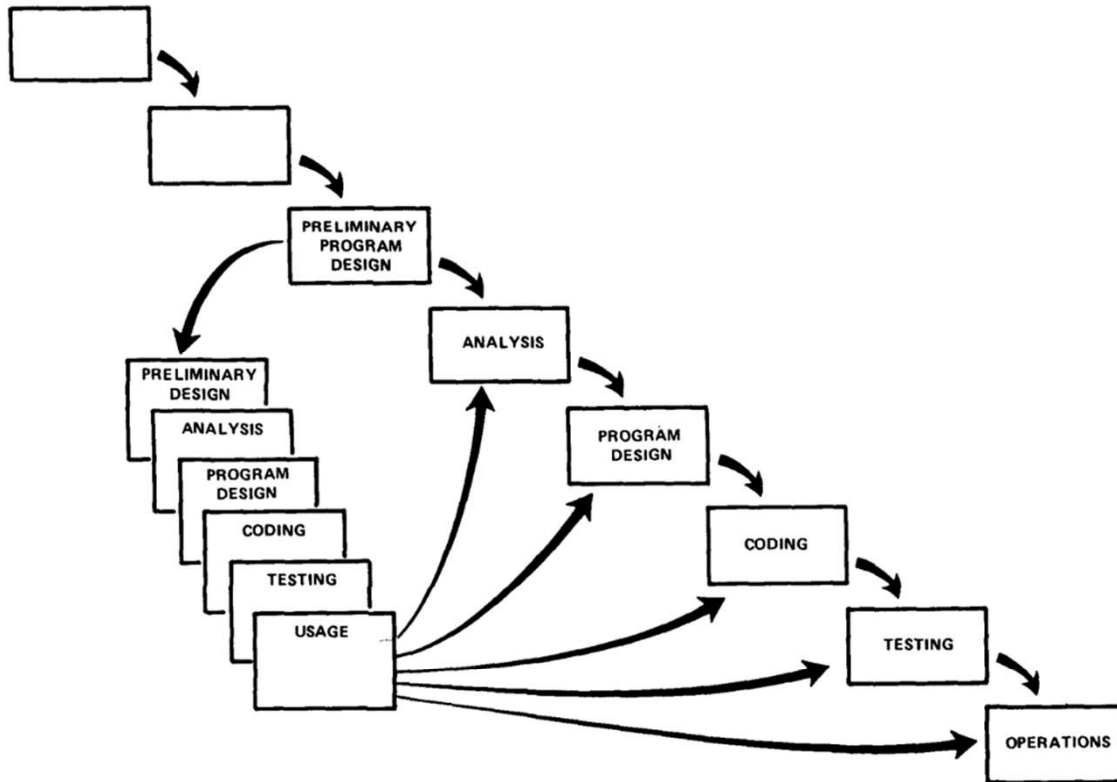 PRELIMINARY
PROGRAM
DESIGN
ANALYSIS
PROGRAM
DESIGN
CODING
TESTING
OPERATIONS
PRELIMINARY
DESIGN
ANALYSIS
PROGRAM
DESIGN
CODING
TESTING
USAGE